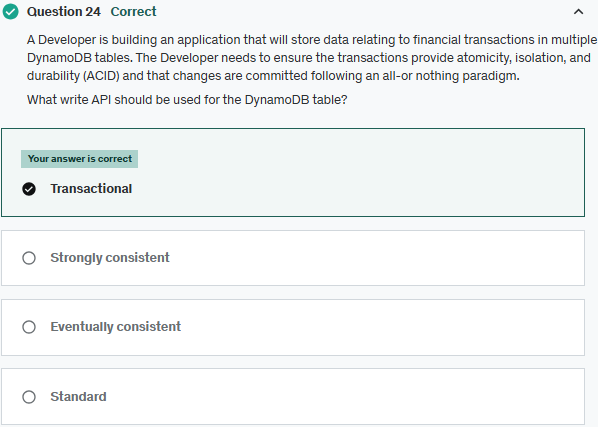 Question 24 Correct
A Developer is building an application that will store data relating to financial transactions in multiple
DynamoDB tables. The Developer needs to ensure the transactions provide atomicity, isolation, and
durability (ACID) and that changes are committed following an all-or nothing paradigm.
What write API should be used for the DynamoDB table?
Your answer is correct
Transactional
Strongly consistent
Eventually consistent
Standard